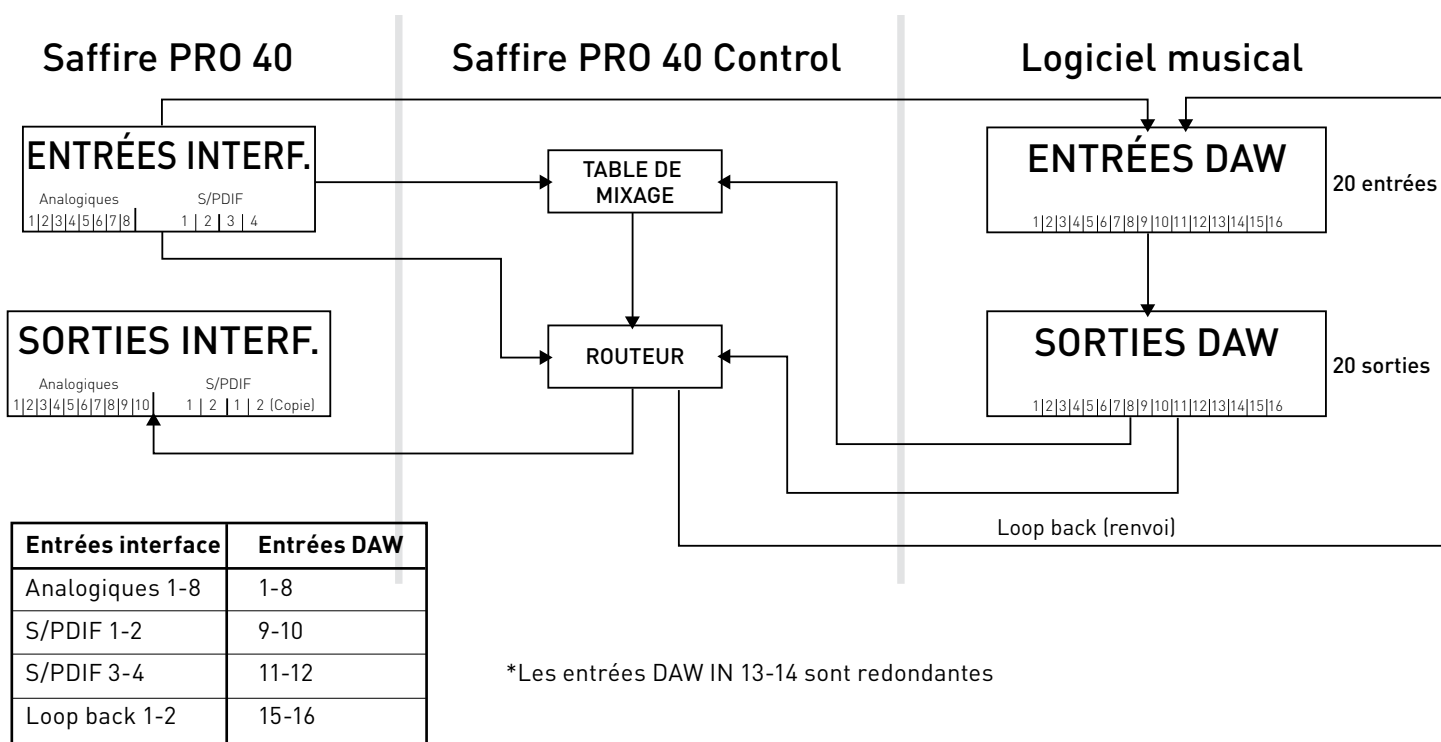 Saffire PRO 40
Saffire PRO 40 Control
Logiciel musical
ENTRÉES INTERF.
Analogiques S/PDIF
1|2|3|4|5|6|7|8| 1 | 2 | 3 | 4
TABLE DE
MIXAGE
ENTRÉES DAW
1|2|3|4|5|6|7|8|9|10|11|12|13|14|15|16
20 entrées
SORTIES INTERF.
Analogiques S/PDIF
1|2|3|4|5|6|7|8|9|10| 1 | 2 | 1 | 2 (Copie)
ROUTEUR
SORTIES DAW
1|2|3|4|5|6|7|8|9|10|11|12|13|14|15|16
20 sorties
Loop back (renvoi)
Entrées interface Entrées DAW
Analogiques 1-8 1-8
S/PDIF 1-2 9-10
S/PDIF 3-4 11-12
Loop back 1-2 15-16
*Les entrées DAW IN 13-14 sont redondantes